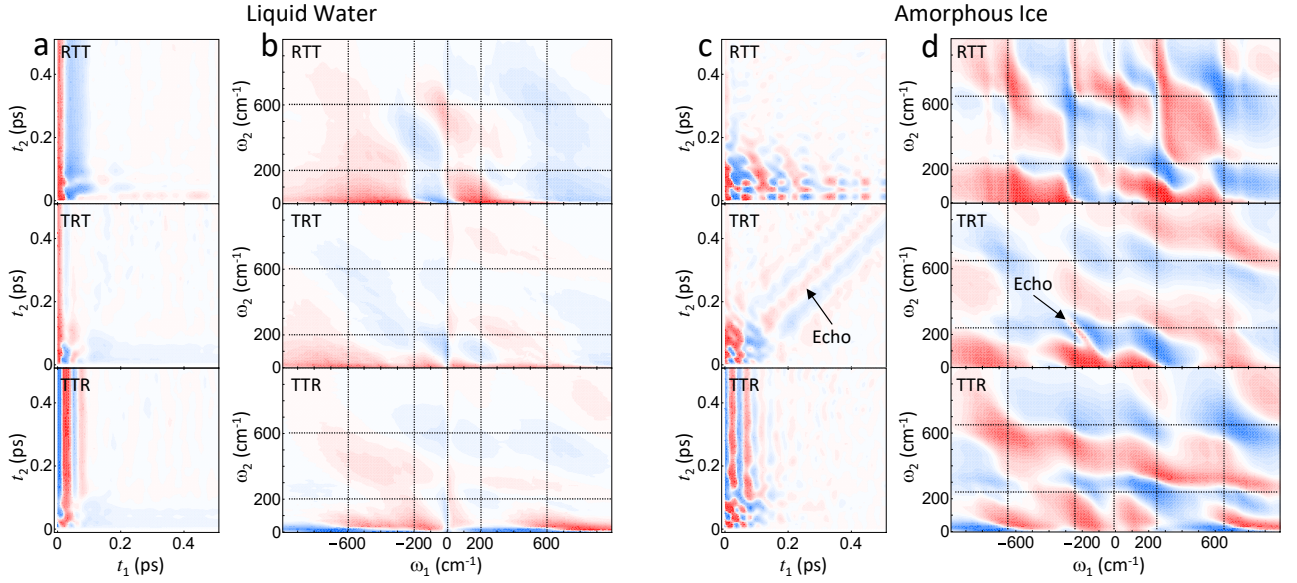 Liquid Water
Amorphous Ice
a
RTT
0.4
0.2
0
t₂ (ps)
TRT
0.4
0.2
0
t₂ (ps)
TTR
0.4
0.2
0
t₂ (ps)
0
0.2
0.4
t₁ (ps)
b
RTT
600
200
0
ω₂ (cm⁻¹)
TRT
600
200
0
ω₂ (cm⁻¹)
TTR
600
200
0
ω₂ (cm⁻¹)
−600
−200
0
200
600
ω₁ (cm⁻¹)
c
RTT
0.4
0.2
0
t₂ (ps)
TRT
Echo
0.4
0.2
0
t₂ (ps)
TTR
0.4
0.2
0
t₂ (ps)
0
0.2
0.4
t₁ (ps)
d
RTT
600
200
0
ω₂ (cm⁻¹)
TRT
Echo
600
200
0
ω₂ (cm⁻¹)
TTR
600
200
0
ω₂ (cm⁻¹)
−600
−200
0
200
600
ω₁ (cm⁻¹)